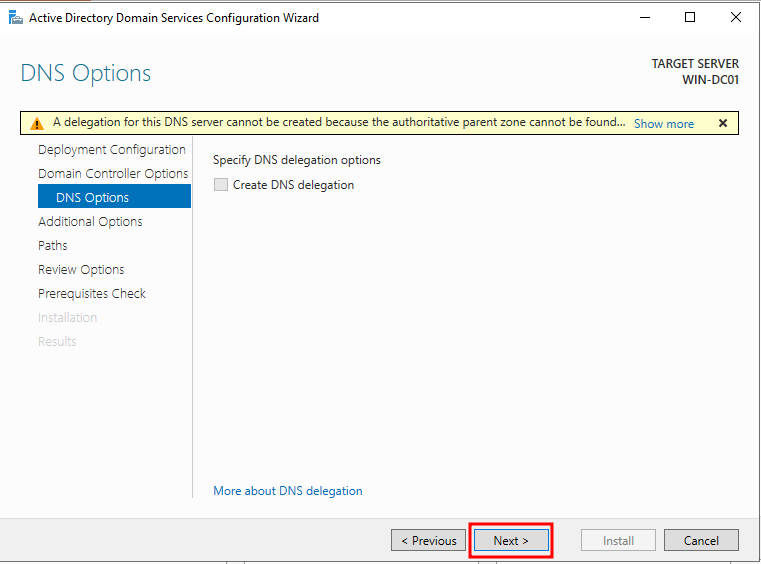 Active Directory Domain Services Configuration Wizard
DNS Options
TARGET SERVER
WIN-DC01
A delegation for this DNS server cannot be created because the authoritative parent zone cannot be found... Show more
Deployment Configuration
Domain Controller Options
DNS Options
Additional Options
Paths
Review Options
Prerequisites Check
Installation
Results
Specify DNS delegation options
Create DNS delegation
More about DNS delegation
< Previous Next > Install Cancel